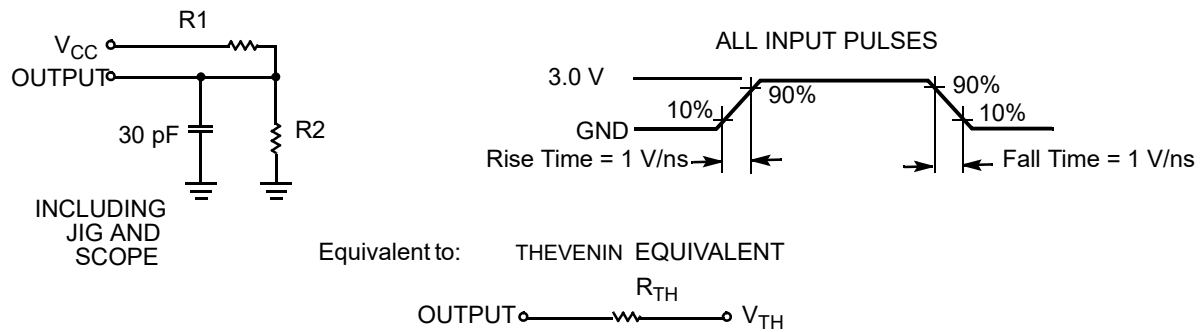 R1
VCC
OUTPUT
30 pF
R2
INCLUDING
JIG AND
SCOPE
ALL INPUT PULSES
3.0 V
90%
10%
GND
90%
10%
Rise Time = 1 V/ns
Fall Time = 1 V/ns
Equivalent to: THEVENIN EQUIVALENT
RTH
OUTPUT
VTH